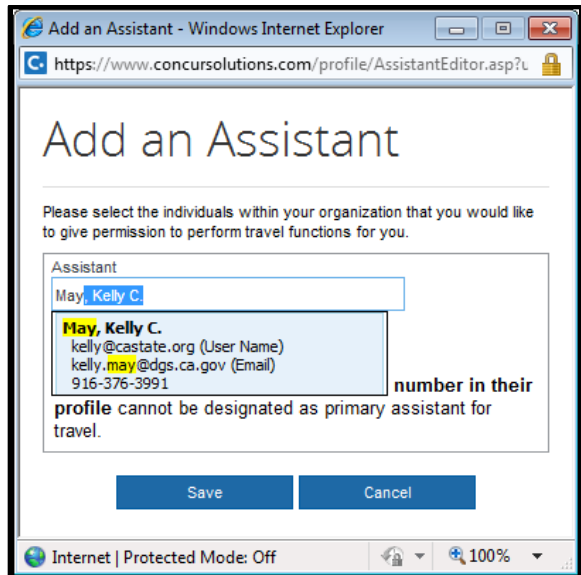 Add an Assistant - Windows Internet Explorer
https://www.concursolutions.com/profile/AssistantEditor.asp?u
Add an Assistant
Please select the individuals within your organization that you would like
to give permission to perform travel functions for you.
Assistant
May, Kelly C.
May, Kelly C.
kelly@castate.org (User Name)
kelly.may@dgs.ca.gov (Email)
916-376-3991
number in their
profile cannot be designated as primary assistant for
travel.
Save Cancel
Internet | Protected Mode: Off 100%